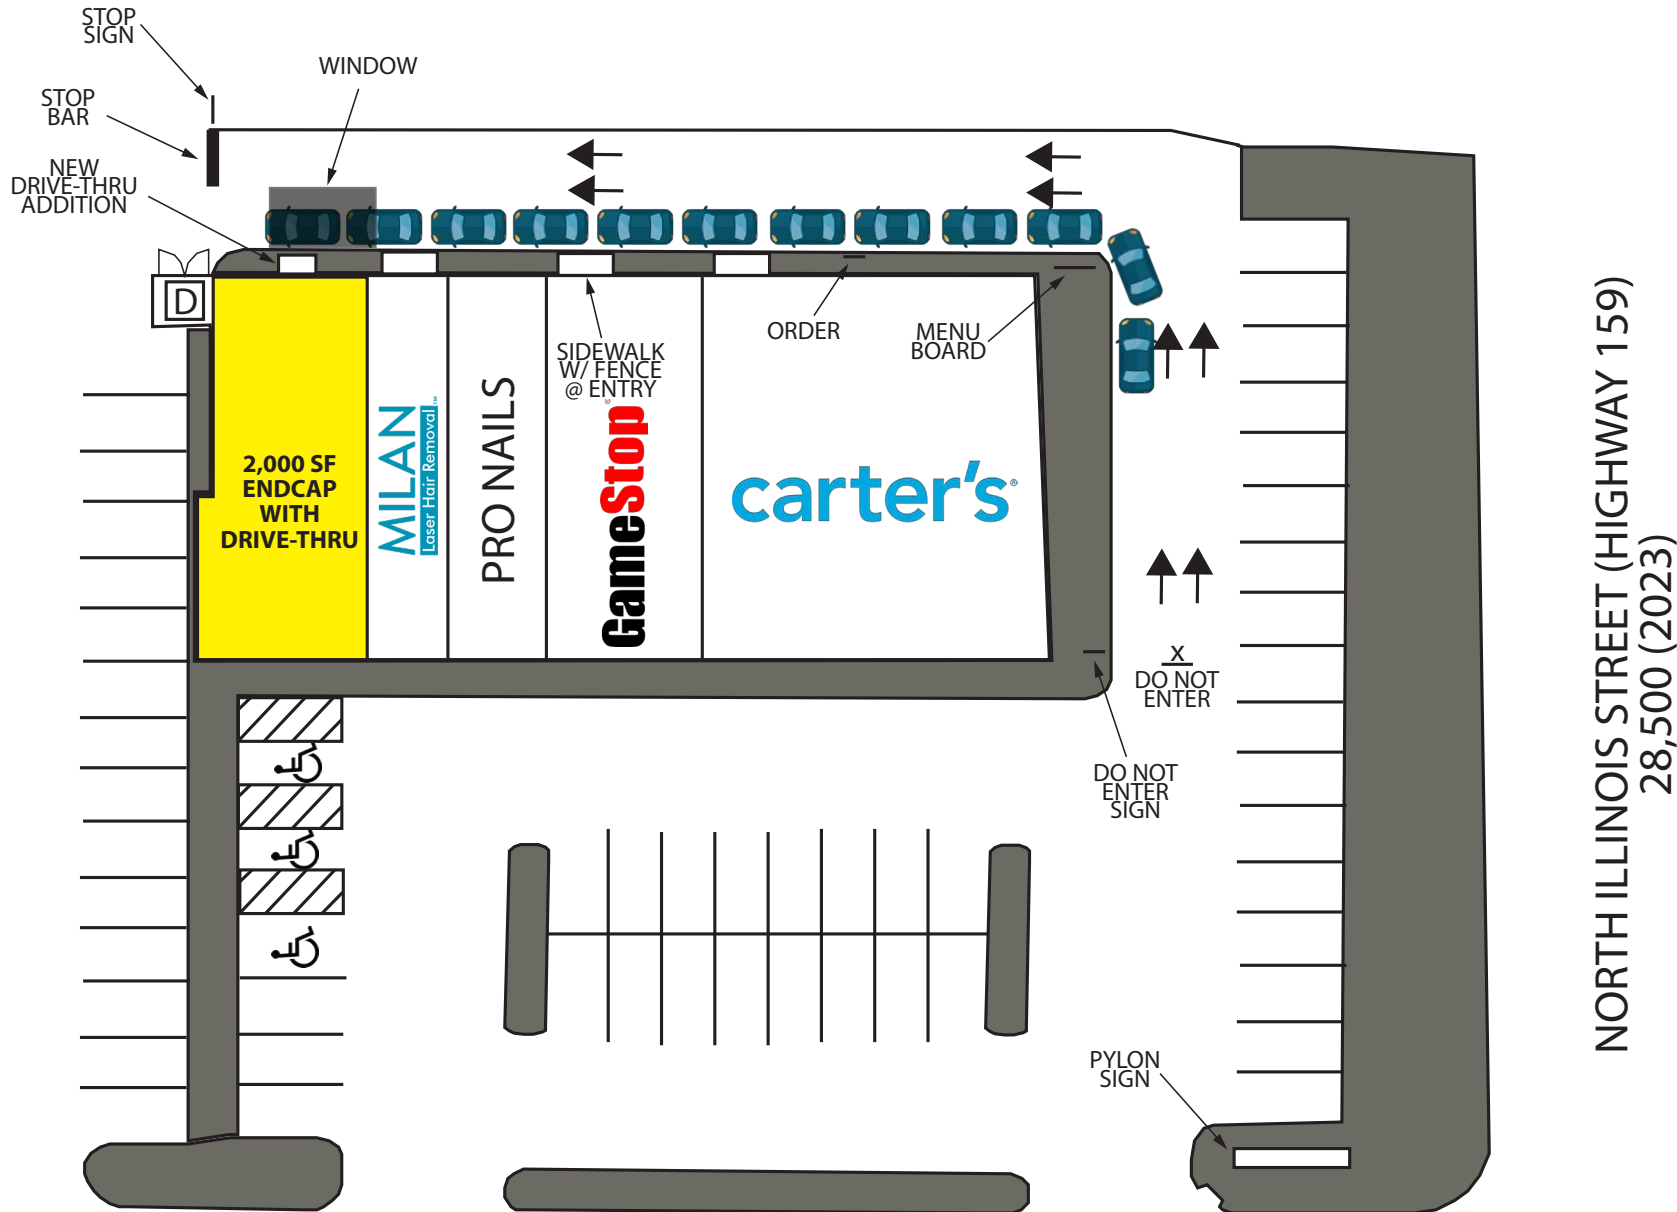 STOP
SIGN
WINDOW
STOP
BAR
NEW
DRIVE-THRU
ADDITION
D
ORDER
MENU
BOARD
SIDEWALK
W/ FENCE
@ ENTRY
2,000 SF
ENDCAP
WITH
DRIVE-THRU
MILAN
Laser Hair Removal™
PRO NAILS
GameStop®
carter's®
X
DO NOT
ENTER
DO NOT
ENTER
SIGN
PYLON
SIGN
NORTH ILLINOIS STREET (HIGHWAY 159)
28,500 (2023)